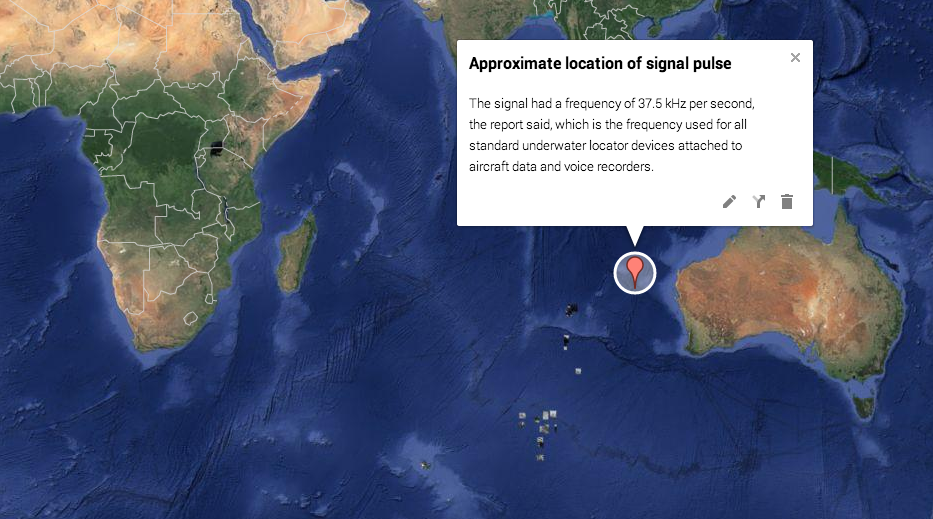 Approximate location of signal pulse
The signal had a frequency of 37.5 kHz per second,
the report said, which is the frequency used for all
standard underwater locator devices attached to
aircraft data and voice recorders.